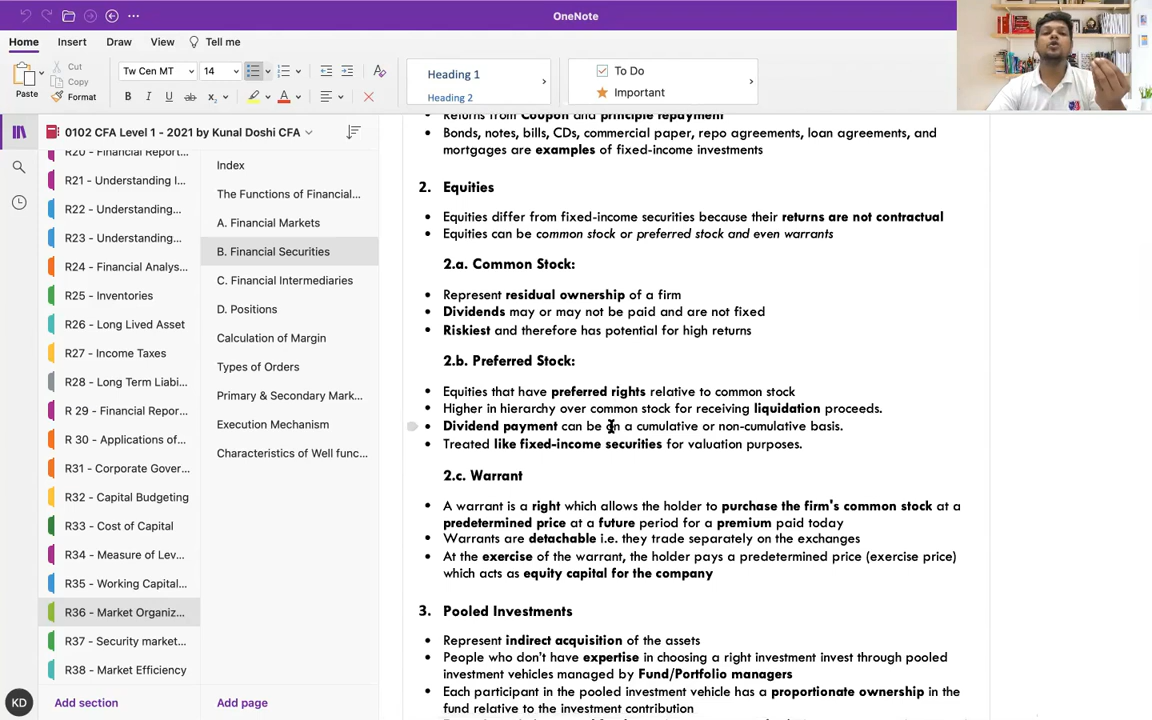 OneNote
Home Insert Draw View Tell me
Paste
Cut
Copy
Format
Tw Cen MT 14
B I U ab x₂ A
Heading 1
Heading 2
To Do
Important
0102 CFA Level 1 - 2021 by Kunal Doshi CFA
R20 - Financial Report...
R21 - Understanding I...
R22 - Understanding...
R23 - Understanding...
R24 - Financial Analys...
R25 - Inventories
R26 - Long Lived Asset
R27 - Income Taxes
R28 - Long Term Liabi...
R 29 - Financial Repor...
R 30 - Applications of...
R31 - Corporate Gover...
R32 - Capital Budgeting
R33 - Cost of Capital
R34 - Measure of Lev...
R35 - Working Capital...
R36 - Market Organiz...
R37 - Security market...
R38 - Market Efficiency
KD
Add section
Index
The Functions of Financial...
A. Financial Markets
B. Financial Securities
C. Financial Intermediaries
D. Positions
Calculation of Margin
Types of Orders
Primary & Secondary Mark...
Execution Mechanism
Characteristics of Well func...
Add page
Returns from Coupon and principle repayment
• Bonds, notes, bills, CDs, commercial paper, repo agreements, loan agreements, and
mortgages are examples of fixed-income investments
2. Equities
• Equities differ from fixed-income securities because their returns are not contractual
• Equities can be common stock or preferred stock and even warrants
2.a. Common Stock:
• Represent residual ownership of a firm
• Dividends may or may not be paid and are not fixed
• Riskiest and therefore has potential for high returns
2.b. Preferred Stock:
• Equities that have preferred rights relative to common stock
• Higher in hierarchy over common stock for receiving liquidation proceeds.
• Dividend payment can be on a cumulative or non-cumulative basis.
• Treated like fixed-income securities for valuation purposes.
2.c. Warrant
• A warrant is a right which allows the holder to purchase the firm's common stock at a
predetermined price at a future period for a premium paid today
• Warrants are detachable i.e. they trade separately on the exchanges
• At the exercise of the warrant, the holder pays a predetermined price (exercise price)
which acts as equity capital for the company
3. Pooled Investments
• Represent indirect acquisition of the assets
• People who don't have expertise in choosing a right investment invest through pooled
investment vehicles managed by Fund/Portfolio managers
• Each participant in the pooled investment vehicle has a proportionate ownership in the
fund relative to the investment contribution